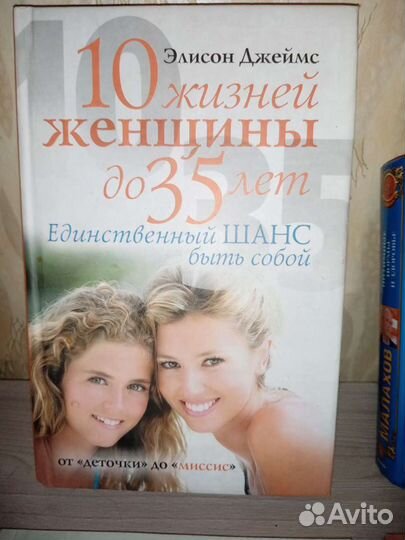 Элисон Джеймс
10 жизней
женщины
до 35 лет
Единственный ШАНС
быть собой
от «деточки» до «миссис»
МАЛАХОВ
Avito